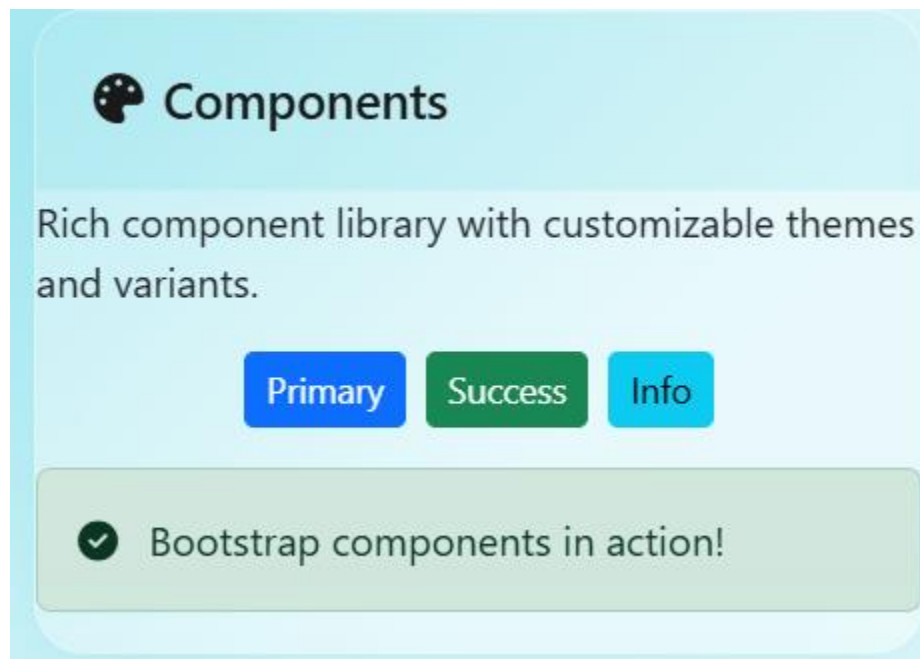 Components
Rich component library with customizable themes
and variants.
Primary Success Info
Bootstrap components in action!